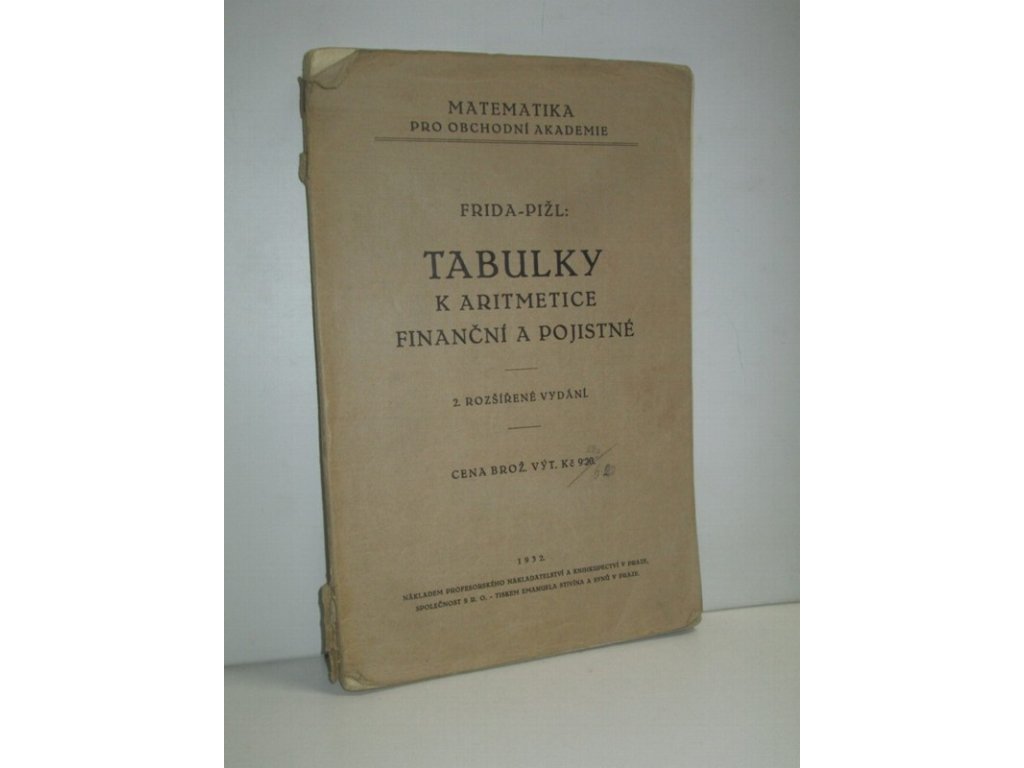 MATEMATIKA
PRO OBCHODNÍ AKADEMIE
FRIDA-PIŽL:
TABULKY
K ARITMETICE
FINANČNÍ A POJISTNÉ
2. ROZŠÍŘENÉ VYDÁNÍ.
CENA BROŽ. VÝT. Kč 9·20.
1932.
NÁKLADEM PROFESORSKÉHO NAKLADATELSTVÍ A KNIHKUPECTVÍ V PRAZE,
SPOLEČNOST S R. O. - TISKEM EMANUELA STIVÍNA A SYNŮ V PRAZE.